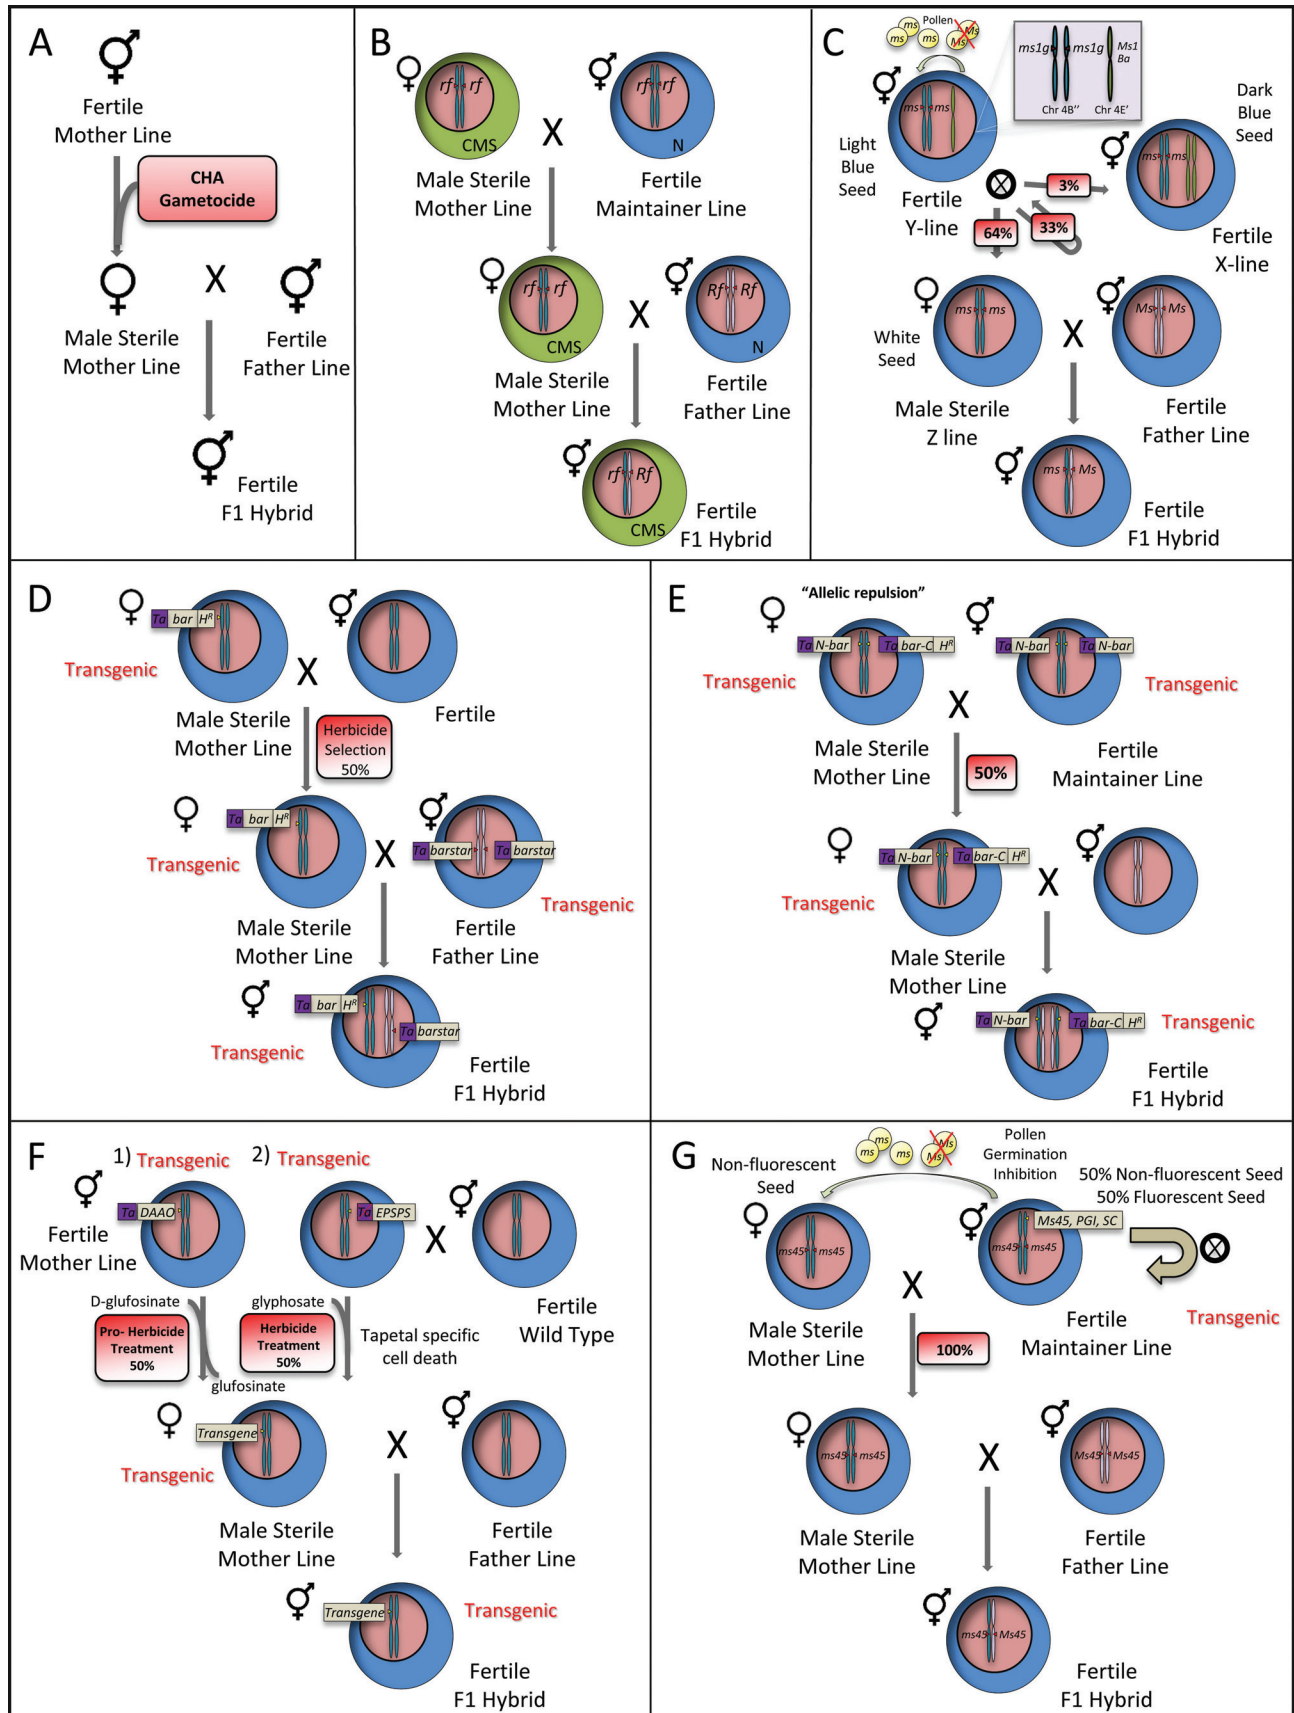 A
Fertile
Mother Line
CHA
Gametocide
X
Male Sterile
Mother Line
Fertile
Father Line
Fertile
F1 Hybrid
B
rf rf
CMS
X
rf rf
N
Male Sterile
Mother Line
Fertile
Maintainer Line
rf rf
CMS
X
Rf Rf
N
Male Sterile
Mother Line
Fertile
Father Line
rf Rf
CMS
Fertile
F1 Hybrid
C
Pollen
ms
ms
ms
Ms
Ms
ms1g
ms1g
Ms1
Ba
Chr 4B''
Chr 4E'
ms ms
Light
Blue
Seed
Dark
Blue
Seed
ms ms
Fertile
Y-line
X
3%
64%
33%
Fertile
X-line
ms ms
White
Seed
X
Ms Ms
Male Sterile
Z line
Fertile
Father Line
ms Ms
Fertile
F1 Hybrid
D
Ta bar Hᴿ
Transgenic
X
Male Sterile
Mother Line
Fertile
Herbicide
Selection
50%
Ta bar Hᴿ
Transgenic
X
Ta barstar
Ta barstar
Transgenic
Male Sterile
Mother Line
Fertile
Father Line
Ta bar Hᴿ
Ta barstar
Transgenic
Fertile
F1 Hybrid
E
"Allelic repulsion"
Ta N-bar
Ta bar-C Hᴿ
Ta N-bar
Ta N-bar
Transgenic
X
Transgenic
Male Sterile
Mother Line
Fertile
Maintainer Line
50%
Ta N-bar
Ta bar-C Hᴿ
Transgenic
X
Male Sterile
Mother Line
Ta N-bar
Ta bar-C Hᴿ
Transgenic
Fertile
F1 Hybrid
F
1) Transgenic
2) Transgenic
Ta DAAO
Ta EPSPS
X
Fertile
Mother Line
Fertile
Wild Type
D-glufosinate
glyphosate
Pro- Herbicide
Treatment
50%
Herbicide
Treatment
50%
Tapetal specific
cell death
glufosinate
Transgene
Transgenic
X
Male Sterile
Mother Line
Fertile
Father Line
Transgene
Transgenic
Fertile
F1 Hybrid
G
ms
ms
ms
Ms
Ms
Non-fluorescent
Seed
Pollen
Germination
Inhibition
50% Non-fluorescent Seed
50% Fluorescent Seed
Ms45, PGI, SC
ms45 ms45
ms45 ms45
X
X
Male Sterile
Mother Line
Fertile
Maintainer Line
Transgenic
100%
ms45 ms45
X
Ms45 Ms45
Male Sterile
Mother Line
Fertile
Father Line
ms45 Ms45
Fertile
F1 Hybrid